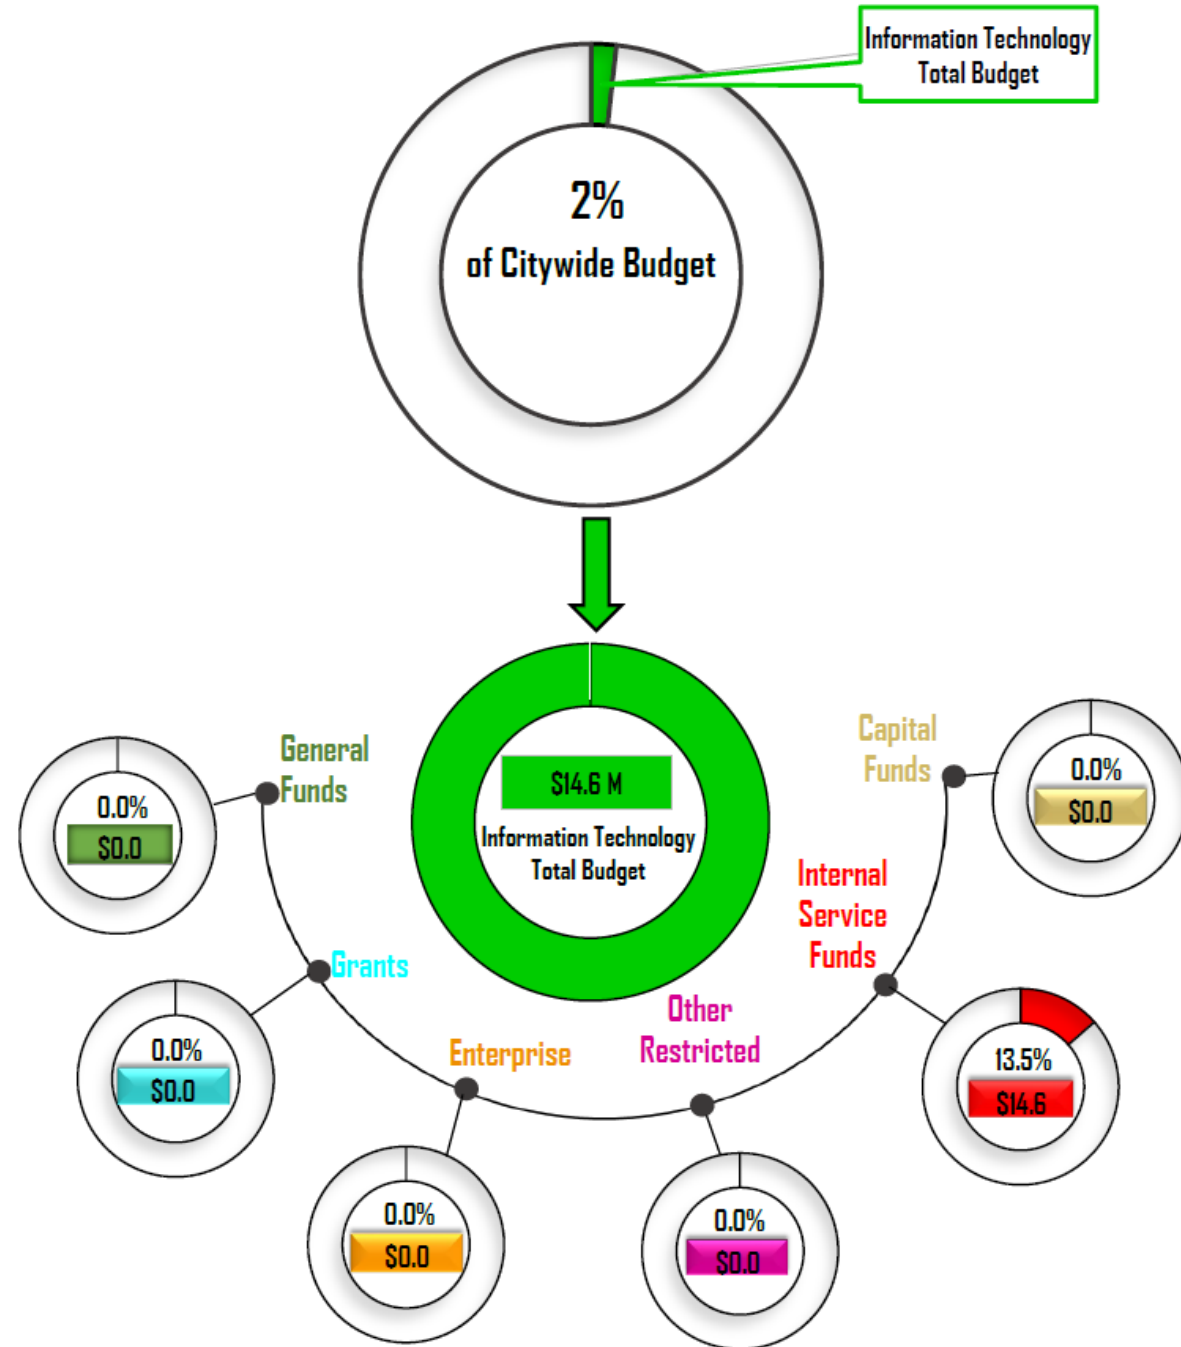 Information Technology
Total Budget
2%
of Citywide Budget
$14.6 M
Information Technology
Total Budget
General
Funds
0.0%
$0.0
Grants
0.0%
$0.0
Enterprise
0.0%
$0.0
Other
Restricted
0.0%
$0.0
Internal
Service
Funds
13.5%
$14.6
Capital
Funds
0.0%
$0.0